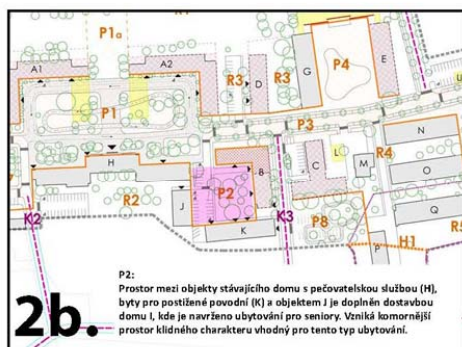 P1a
A1
A2
R3
D
R3
G
P4
E
P1
P3
N
L
R4
C
M
O
H
B
P2
R2
J
K2
K3
P8
Q
K
H1
P
P2:
Prostor mezi objekty stávajícího domu s pečovatelskou službou (H),
byty pro postižené povodní (K) a objektem J je doplněn dostavbou
domu I, kde je navrženo ubytování pro seniory. Vzniká komornější
prostor klidného charakteru vhodný pro tento typ ubytování.
2b.